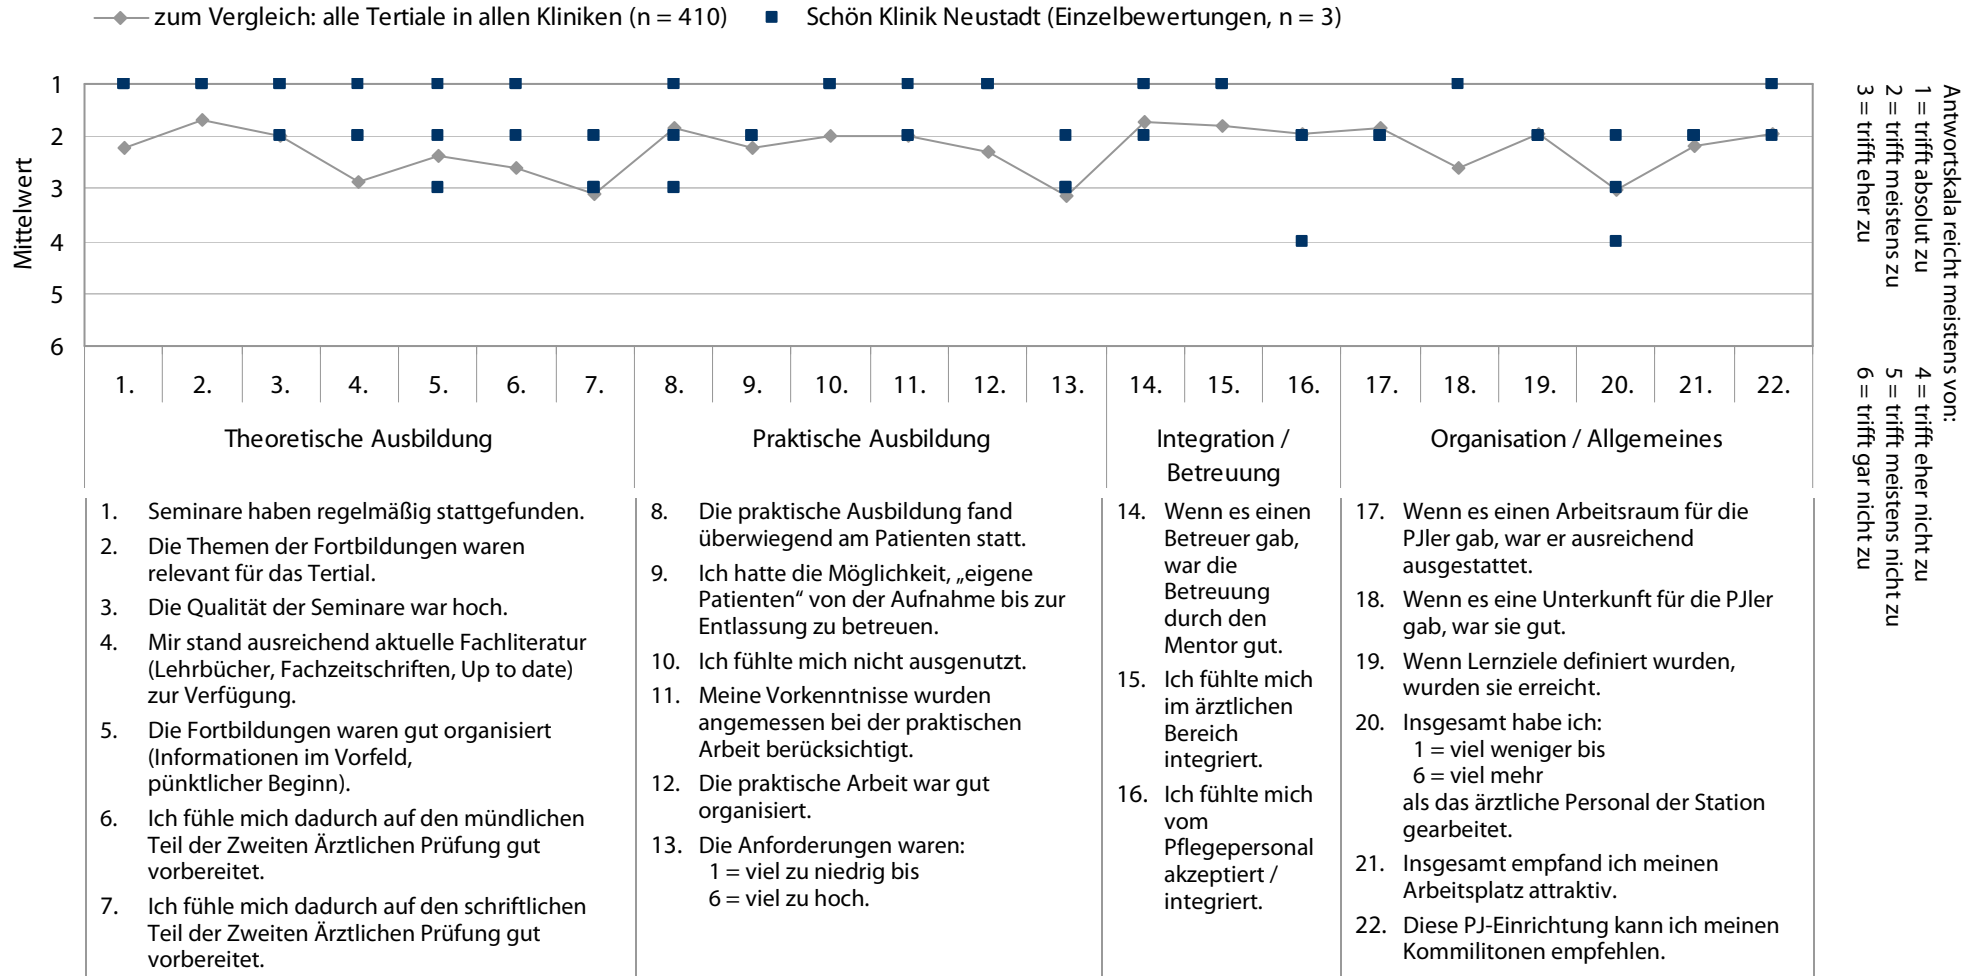 zum Vergleich: alle Tertiale in allen Kliniken (n = 410)
Schön Klinik Neustadt (Einzelbewertungen, n = 3)
Mittelwert
1
2
3
4
5
6
1. 2. 3. 4. 5. 6. 7. 8. 9. 10. 11. 12. 13. 14. 15. 16. 17. 18. 19. 20. 21. 22.
Theoretische Ausbildung
Praktische Ausbildung
Integration /
Betreuung
Organisation / Allgemeines
1. Seminare haben regelmäßig stattgefunden.
2. Die Themen der Fortbildungen waren
relevant für das Tertial.
3. Die Qualität der Seminare war hoch.
4. Mir stand ausreichend aktuelle Fachliteratur
(Lehrbücher, Fachzeitschriften, Up to date)
zur Verfügung.
5. Die Fortbildungen waren gut organisiert
(Informationen im Vorfeld,
pünktlicher Beginn).
6. Ich fühle mich dadurch auf den mündlichen
Teil der Zweiten Ärztlichen Prüfung gut
vorbereitet.
7. Ich fühle mich dadurch auf den schriftlichen
Teil der Zweiten Ärztlichen Prüfung gut
vorbereitet.
8. Die praktische Ausbildung fand
überwiegend am Patienten statt.
9. Ich hatte die Möglichkeit, „eigene
Patienten“ von der Aufnahme bis zur
Entlassung zu betreuen.
10. Ich fühlte mich nicht ausgenutzt.
11. Meine Vorkenntnisse wurden
angemessen bei der praktischen
Arbeit berücksichtigt.
12. Die praktische Arbeit war gut
organisiert.
13. Die Anforderungen waren:
1 = viel zu niedrig bis
6 = viel zu hoch.
14. Wenn es einen
Betreuer gab,
war die
Betreuung
durch den
Mentor gut.
15. Ich fühlte mich
im ärztlichen
Bereich
integriert.
16. Ich fühlte mich
vom
Pflegepersonal
akzeptiert /
integriert.
17. Wenn es einen Arbeitsraum für die
PJler gab, war er ausreichend
ausgestattet.
18. Wenn es eine Unterkunft für die PJler
gab, war sie gut.
19. Wenn Lernziele definiert wurden,
wurden sie erreicht.
20. Insgesamt habe ich:
1 = viel weniger bis
6 = viel mehr
als das ärztliche Personal der Station
gearbeitet.
21. Insgesamt empfand ich meinen
Arbeitsplatz attraktiv.
22. Diese PJ-Einrichtung kann ich meinen
Kommilitonen empfehlen.
Antwortskala reicht meistens von:
1 = trifft absolut zu
2 = trifft meistens zu
3 = trifft eher zu
4 = trifft eher nicht zu
5 = trifft meistens nicht zu
6 = trifft gar nicht zu